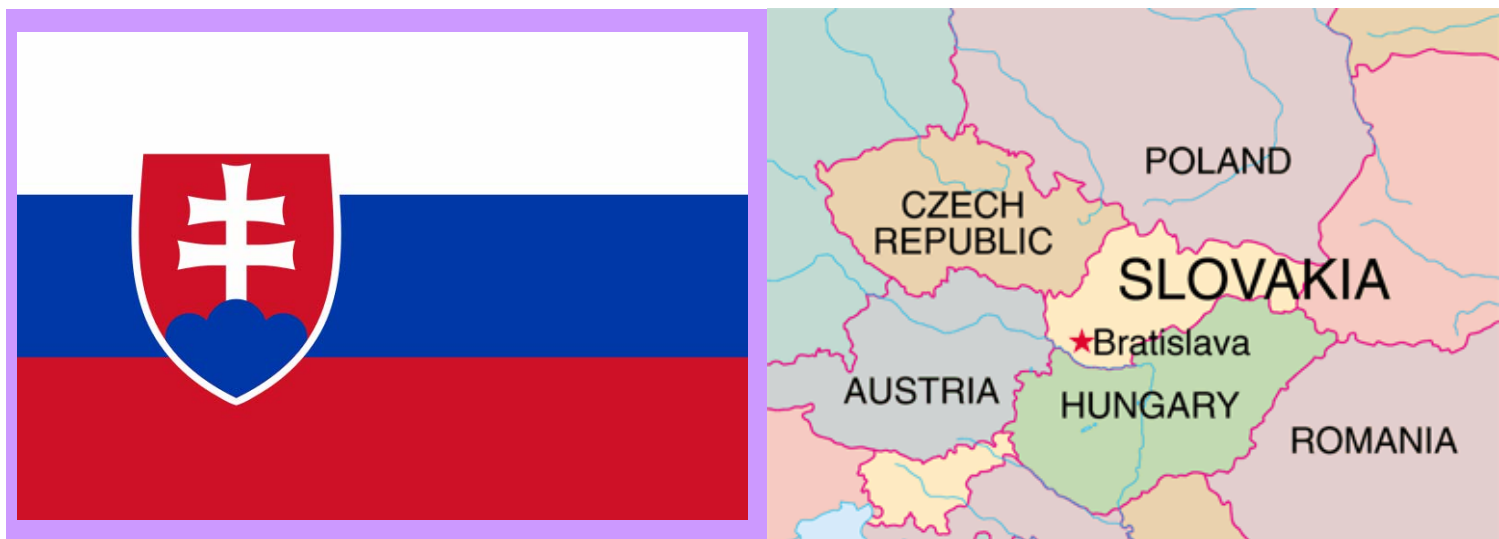 POLAND
CZECH
REPUBLIC
SLOVAKIA
Bratislava
AUSTRIA
HUNGARY
ROMANIA